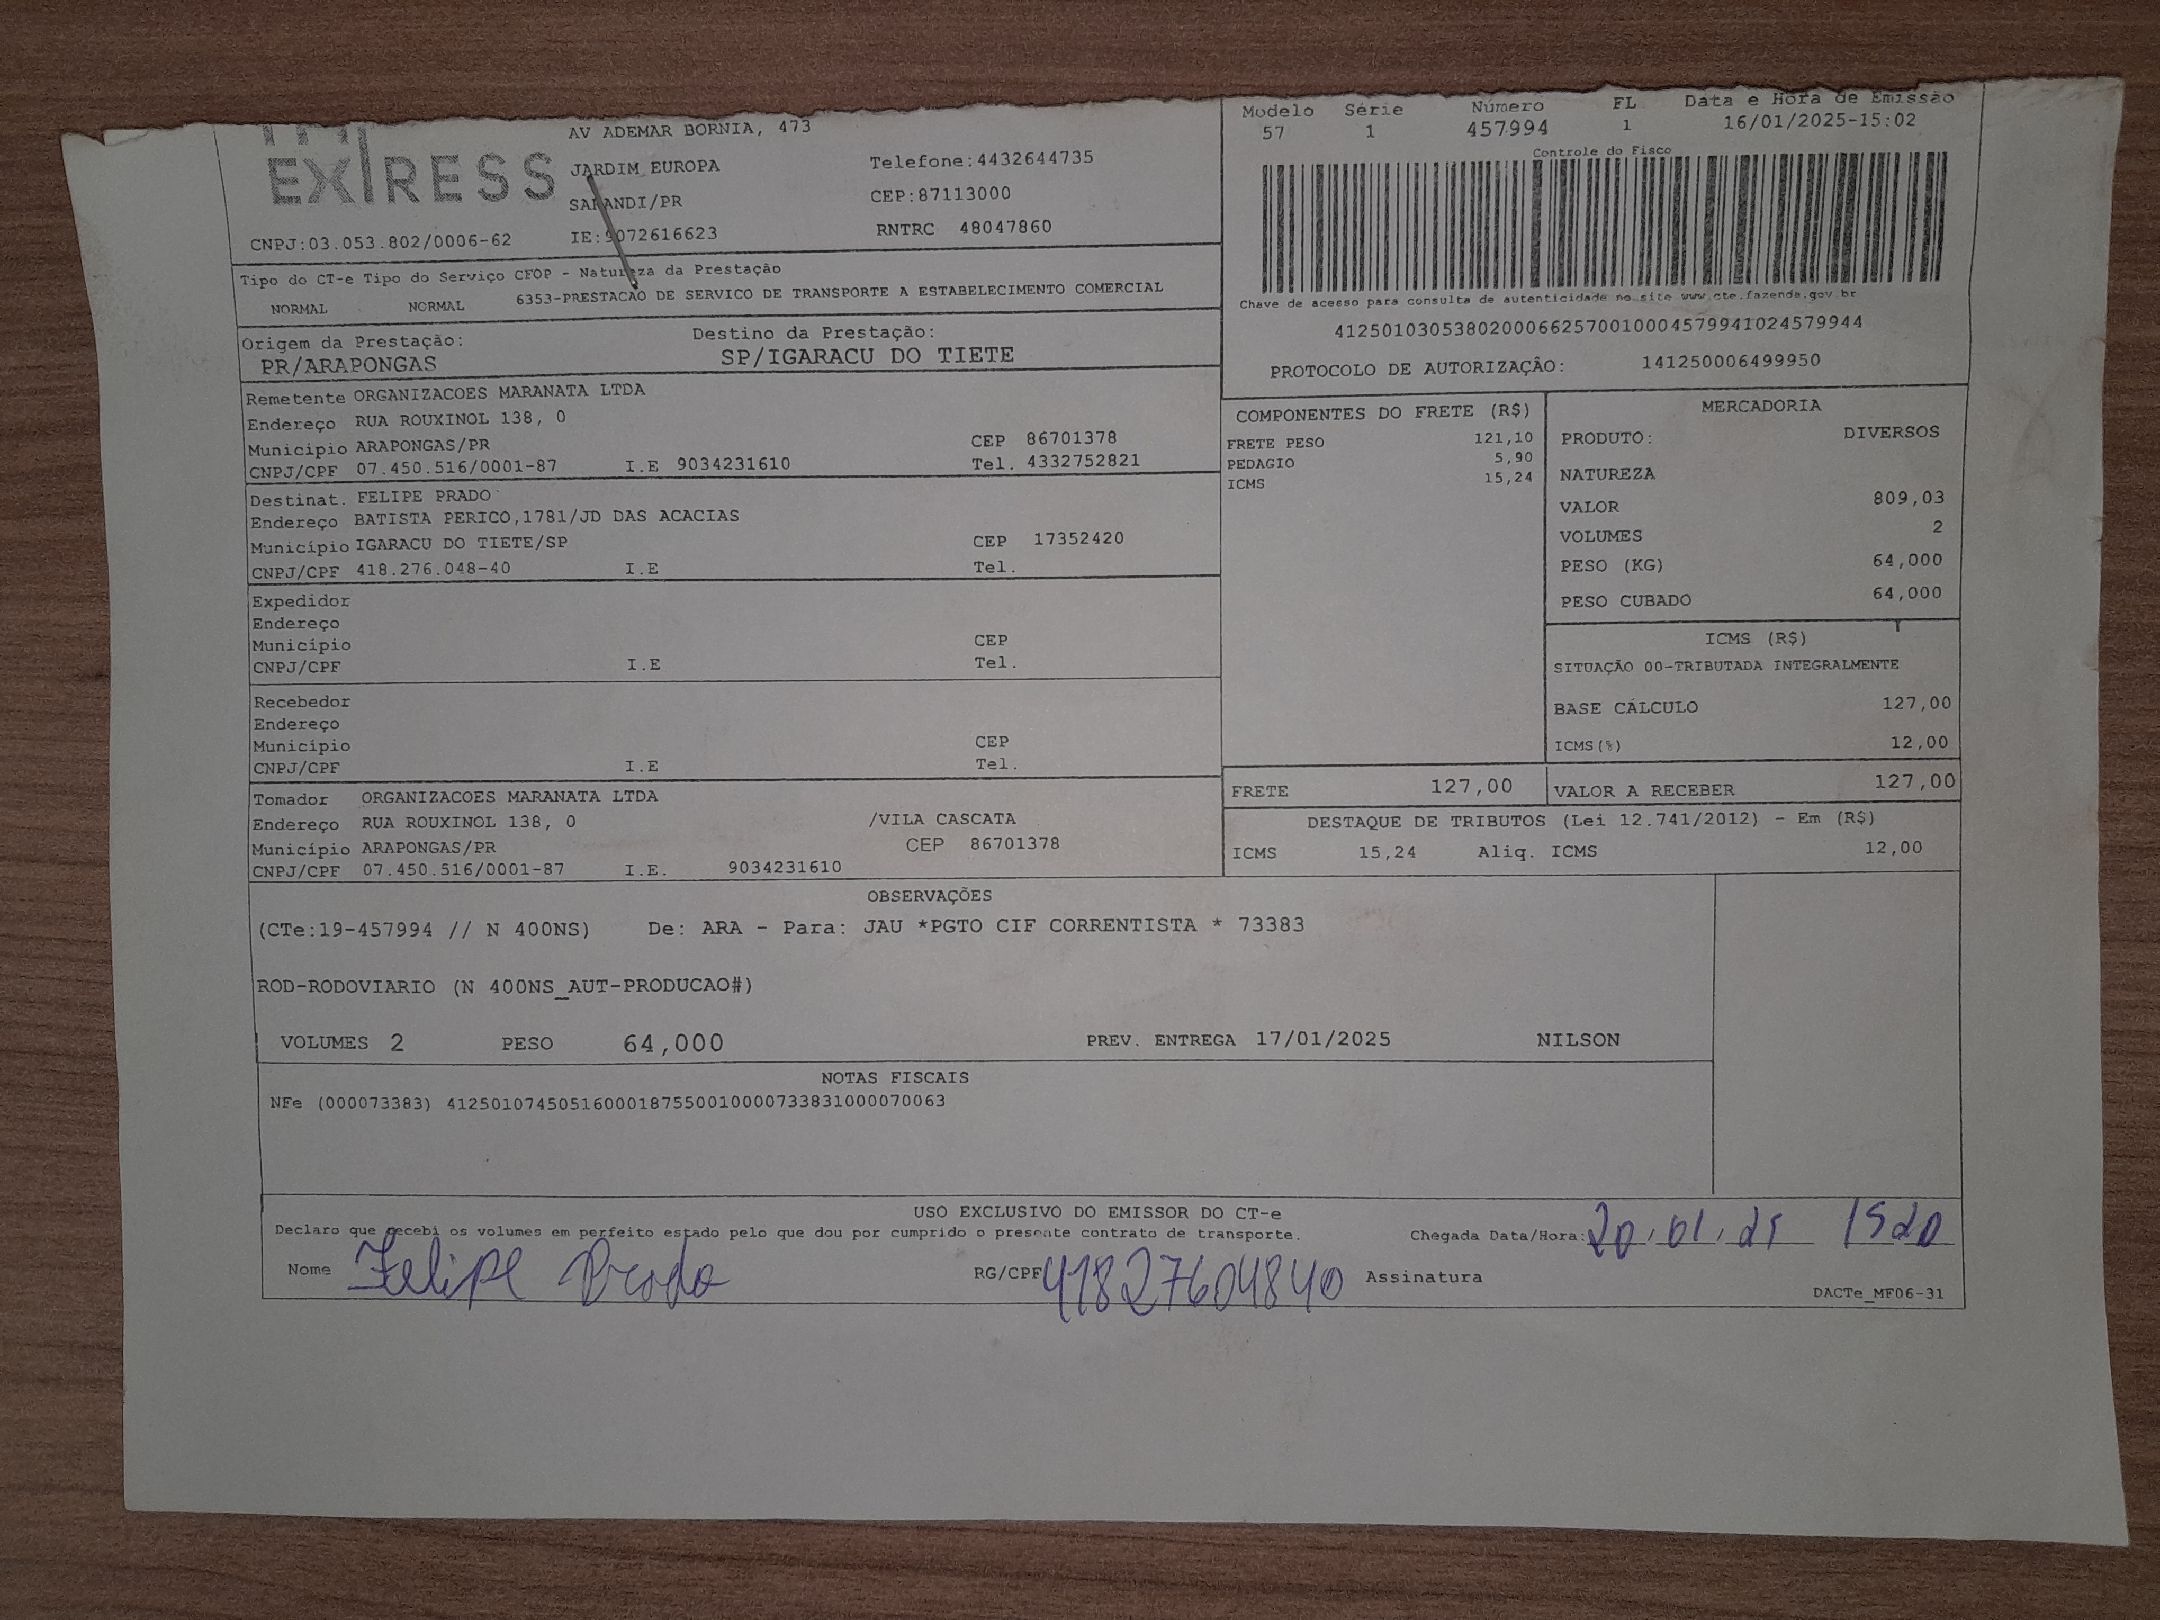 EXPRESS
AV ADEMAR BORNIA, 473
JARDIM EUROPA Telefone:4432644735
SARANDI/PR CEP:87113000
CNPJ:03.053.802/0006-62 IE:9072616623 RNTRC 48047860
Modelo Série Número FL Data e Hora de Emissão
57 1 457994 1 16/01/2025-15:02
Controle do Fisco
Chave de acesso para consulta de autenticidade no site www.cte.fazenda.gov.br
41250103053802000662570010004579941024579944
PROTOCOLO DE AUTORIZAÇÃO: 141250006499950
Tipo do CT-e Tipo do Serviço CFOP - Natureza da Prestação
NORMAL NORMAL 6353-PRESTACAO DE SERVICO DE TRANSPORTE A ESTABELECIMENTO COMERCIAL
Origem da Prestação: Destino da Prestação:
PR/ARAPONGAS SP/IGARACU DO TIETE
Remetente ORGANIZACOES MARANATA LTDA
Endereço RUA ROUXINOL 138, 0
Municipio ARAPONGAS/PR CEP 86701378
CNPJ/CPF 07.450.516/0001-87 I.E 9034231610 Tel. 4332752821
Destinat. FELIPE PRADO
Endereço BATISTA PERICO,1781/JD DAS ACACIAS
Município IGARACU DO TIETE/SP CEP 17352420
CNPJ/CPF 418.276.048-40 I.E Tel.
Expedidor
Endereço
Município CEP
CNPJ/CPF I.E Tel.
Recebedor
Endereço
Município CEP
CNPJ/CPF I.E Tel.
Tomador ORGANIZACOES MARANATA LTDA
Endereço RUA ROUXINOL 138, 0 /VILA CASCATA
Município ARAPONGAS/PR CEP 86701378
CNPJ/CPF 07.450.516/0001-87 I.E. 9034231610
COMPONENTES DO FRETE (R$)
FRETE PESO 121,10
PEDAGIO 5,90
ICMS 15,24
MERCADORIA
PRODUTO: DIVERSOS
NATUREZA
VALOR 809,03
VOLUMES 2
PESO (KG) 64,000
PESO CUBADO 64,000
ICMS (R$)
SITUAÇÃO 00-TRIBUTADA INTEGRALMENTE
BASE CÁLCULO 127,00
ICMS(%) 12,00
FRETE 127,00 VALOR A RECEBER 127,00
DESTAQUE DE TRIBUTOS (Lei 12.741/2012) - Em (R$)
ICMS 15,24 Aliq. ICMS 12,00
OBSERVAÇÕES
(CTe:19-457994 // N 400NS) De: ARA - Para: JAU *PGTO CIF CORRENTISTA * 73383
ROD-RODOVIARIO (N 400NS_AUT-PRODUCAO#)
VOLUMES 2 PESO 64,000 PREV. ENTREGA 17/01/2025 NILSON
NOTAS FISCAIS
NFe (000073383) 41250107450516000187550010000733831000070063
USO EXCLUSIVO DO EMISSOR DO CT-e
Declaro que recebi os volumes em perfeito estado pelo que dou por cumprido o presente contrato de transporte. Chegada Data/Hora: 20.01.25 1520
Nome Felipe Prado RG/CPF 41827604840 Assinatura
DACTe_MF06-31